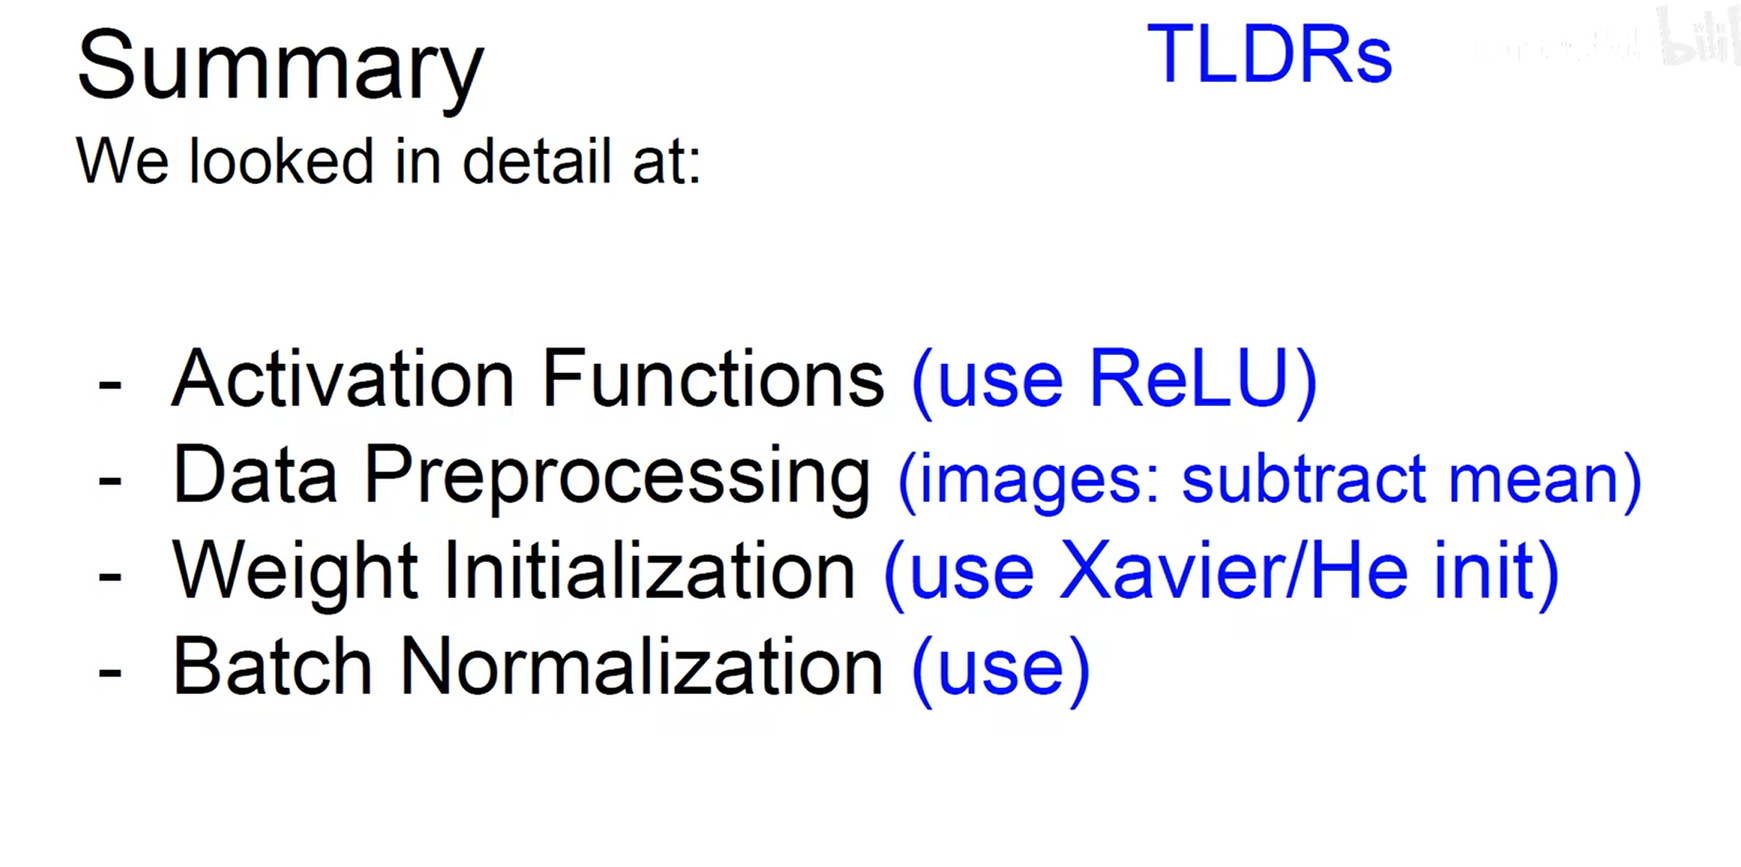 Summary
TLDRs
We looked in detail at:
- Activation Functions (use ReLU)
- Data Preprocessing (images: subtract mean)
- Weight Initialization (use Xavier/He init)
- Batch Normalization (use)